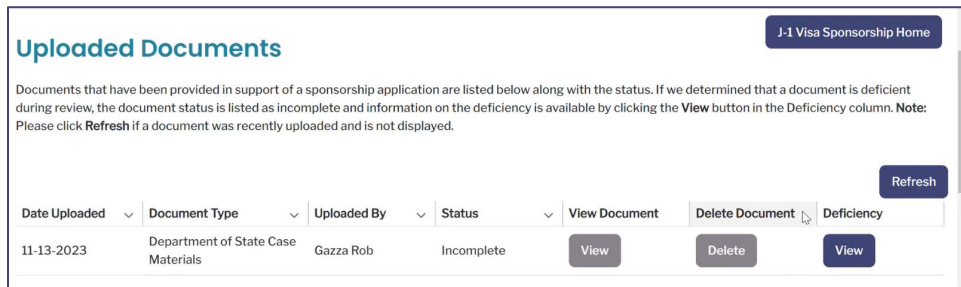 J-1 Visa Sponsorship Home
Uploaded Documents
Documents that have been provided in support of a sponsorship application are listed below along with the status. If we determined that a document is deficient
during review, the document status is listed as incomplete and information on the deficiency is available by clicking the View button in the Deficiency column. Note:
Please click Refresh if a document was recently uploaded and is not displayed.
Refresh
Date Uploaded Document Type Uploaded By Status View Document Delete Document Deficiency
11-13-2023 Department of State Case Materials Gazza Rob Incomplete View Delete View